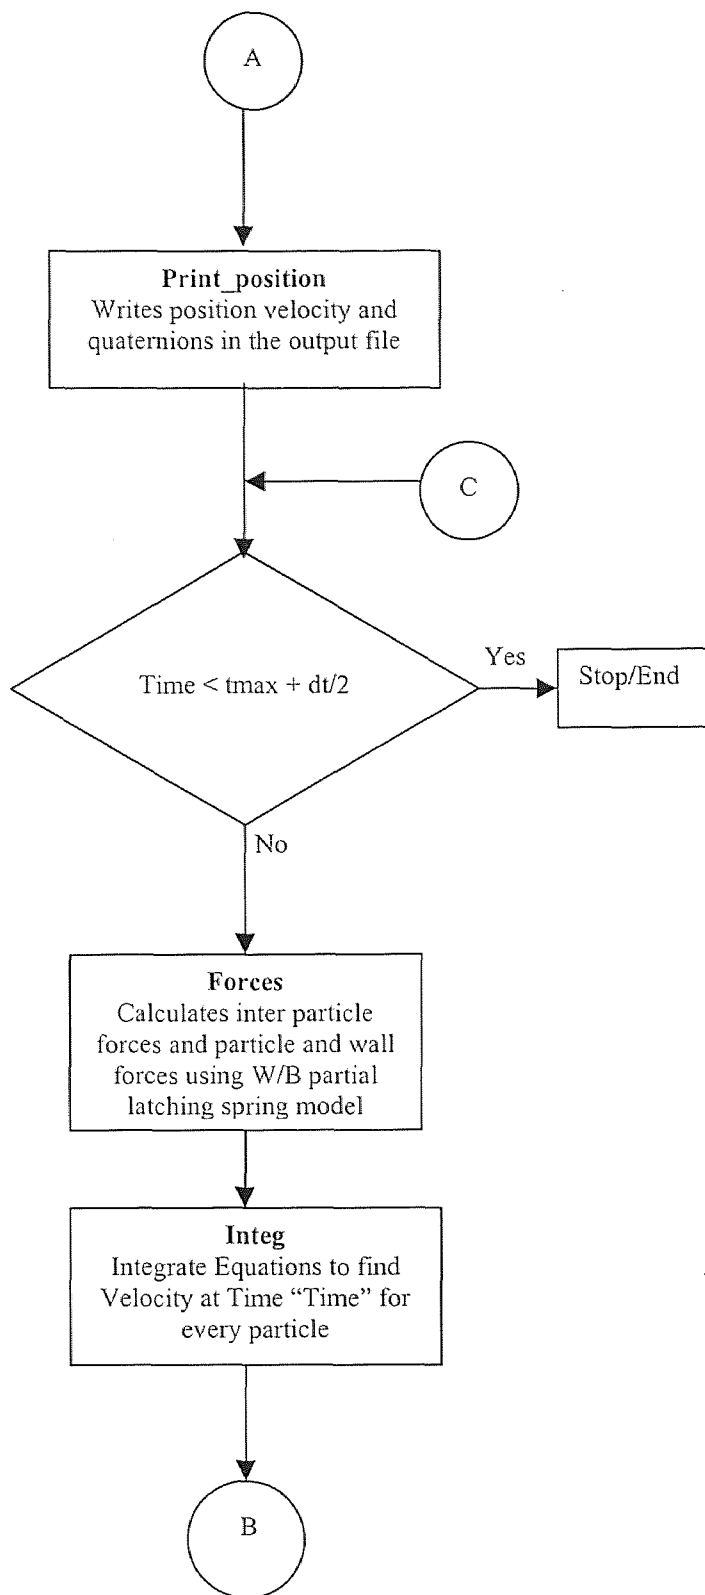 A
Print_position
Writes position velocity and
quaternions in the output file
C
Time < tmax + dt/2
Yes
Stop/End
No
Forces
Calculates inter particle
forces and particle and wall
forces using W/B partial
latching spring model
Integ
Integrate Equations to find
Velocity at Time “Time” for
every particle
B